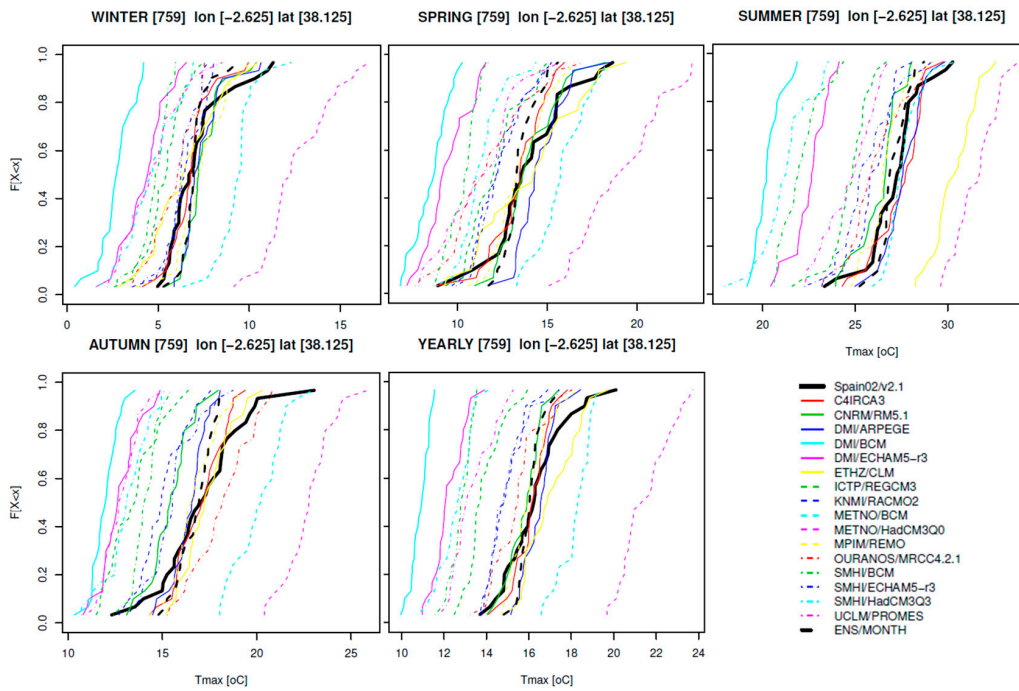 WINTER [759] lon [-2.625] lat [38.125]
SPRING [759] lon [-2.625] lat [38.125]
SUMMER [759] lon [-2.625] lat [38.125]
F[X<x]
0.0 0.2 0.4 0.6 0.8 1.0
0 5 10 15
10 15 20
20 25 30
Tmax [oC]
AUTUMN [759] lon [-2.625] lat [38.125]
YEARLY [759] lon [-2.625] lat [38.125]
F[X<x]
0.0 0.2 0.4 0.6 0.8 1.0
10 15 20 25
Tmax [oC]
10 12 14 16 18 20 22 24
Tmax [oC]
Spain02/v2.1
C4IRCA3
CNRM/RM5.1
DMI/ARPEGE
DMI/BCM
DMI/ECHAM5-r3
ETHZ/CLM
ICTP/REGCM3
KNMI/RACMO2
METNO/BCM
METNO/HadCM3Q0
MPIM/REMO
OURANOS/MRCC4.2.1
SMHI/BCM
SMHI/ECHAM5-r3
SMHI/HadCM3Q3
UCLM/PROMES
ENS/MONTH